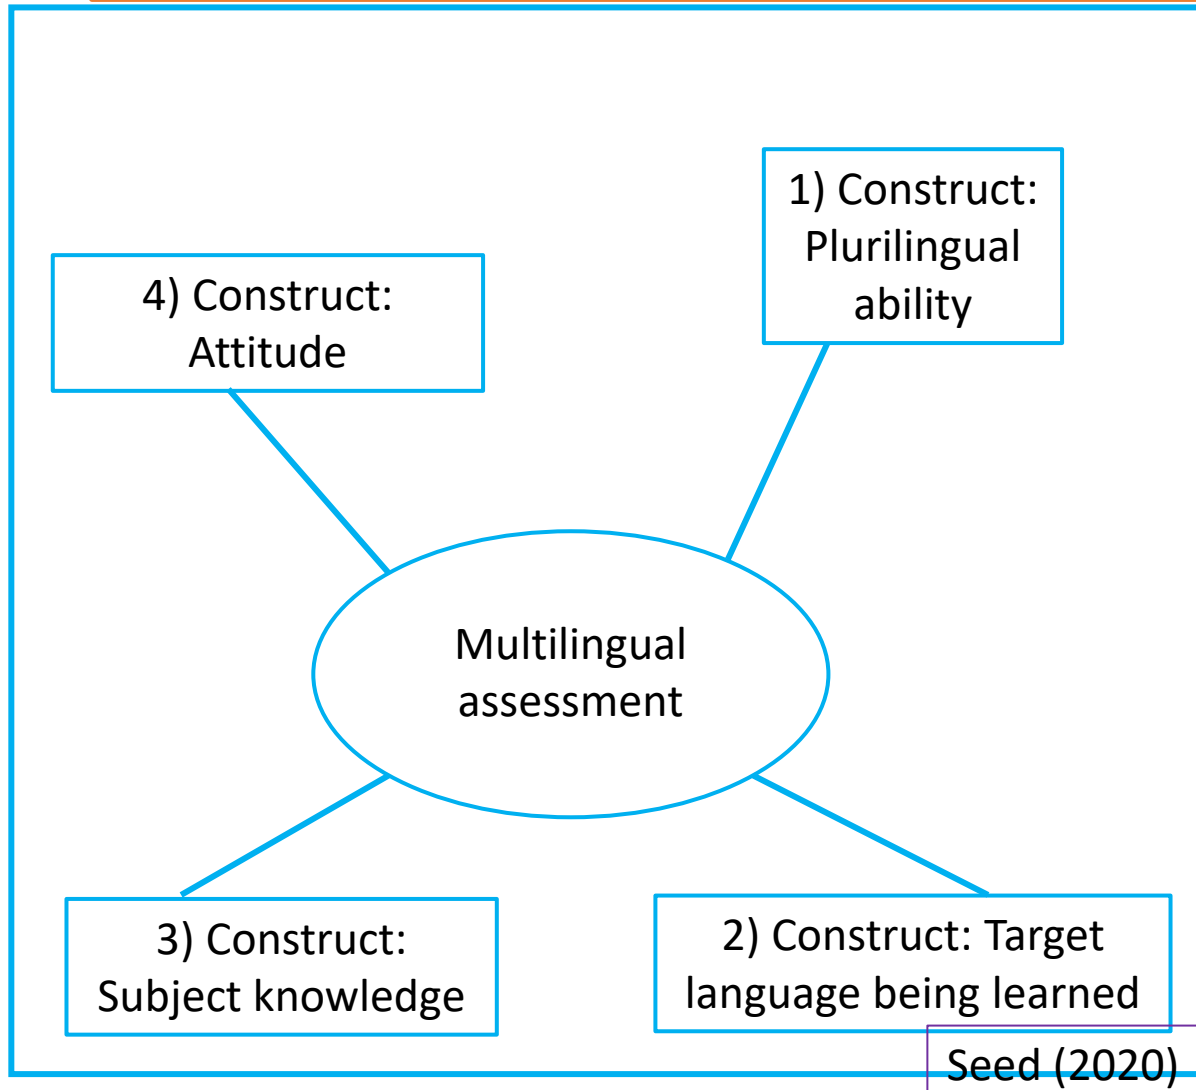 1) Construct:
Plurilingual
ability
4) Construct:
Attitude
Multilingual
assessment
3) Construct:
Subject knowledge
2) Construct: Target
language being learned
Seed (2020)